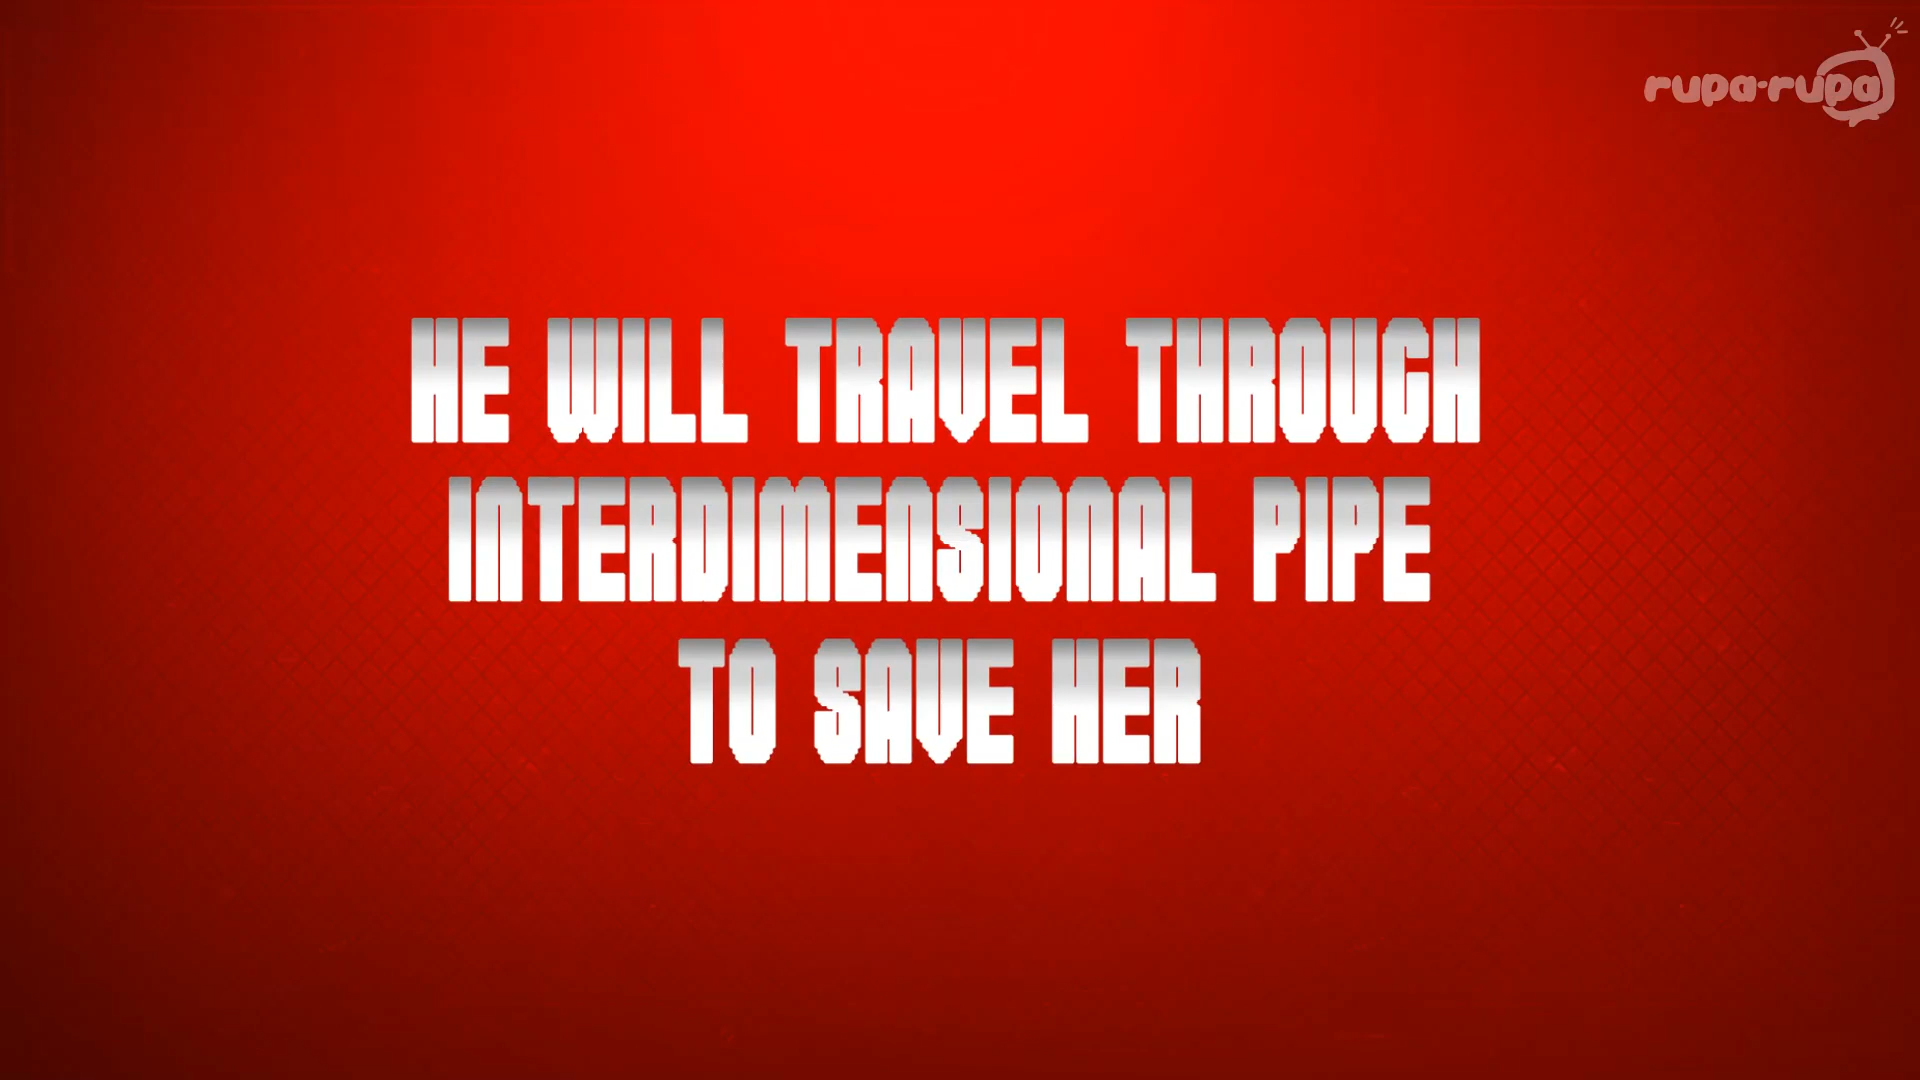 rupa-rupa
HE WILL TRAVEL THROUGH
INTERDIMENSIONAL PIPE
TO SAVE HER